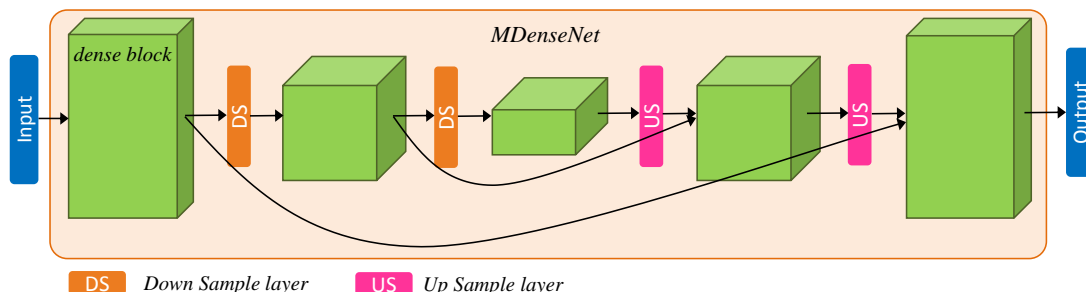 MDenseNet
dense block
Input
DS
DS
US
US
Output
DS Down Sample layer US Up Sample layer